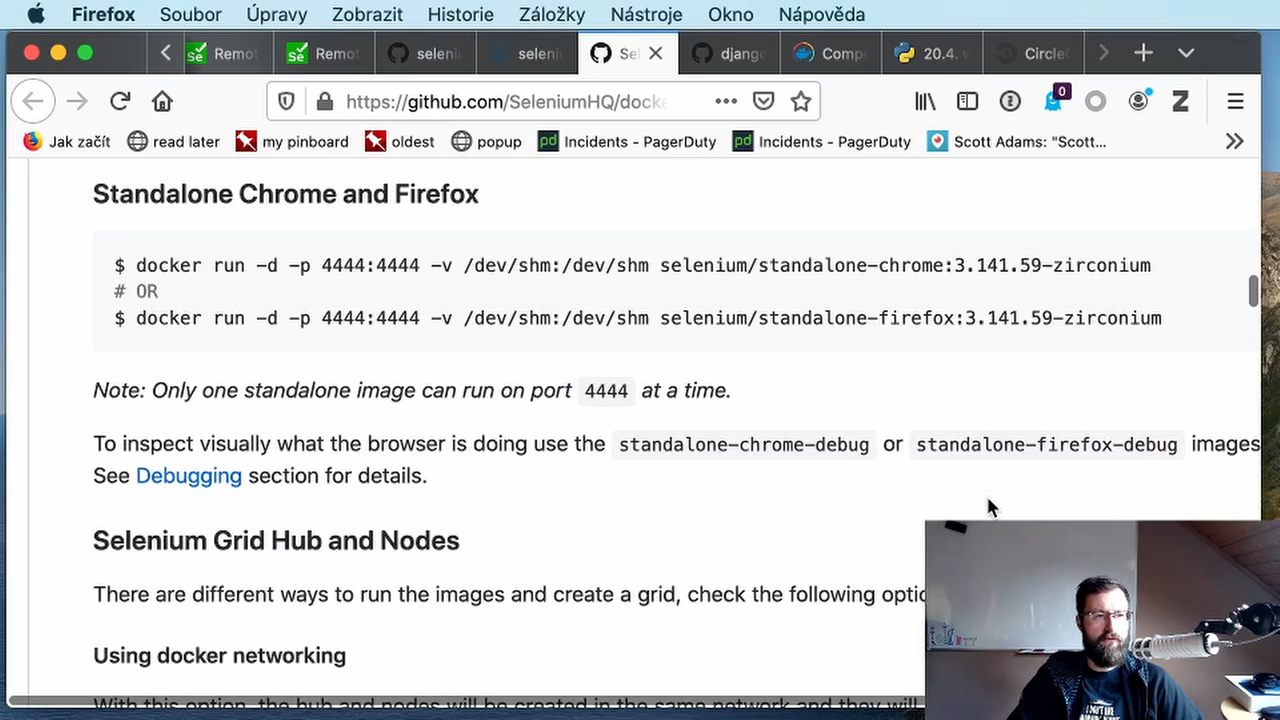 Firefox Soubor Úpravy Zobrazit Historie Záložky Nástroje Okno Nápověda
Remot Remot seleni seleni Se django Comp 20.4. Circle
https://github.com/SeleniumHQ/docke 0 Z
Jak začít read later my pinboard oldest popup pd Incidents - PagerDuty pd Incidents - PagerDuty Scott Adams: "Scott...
Standalone Chrome and Firefox
$ docker run -d -p 4444:4444 -v /dev/shm:/dev/shm selenium/standalone-chrome:3.141.59-zirconium
# OR
$ docker run -d -p 4444:4444 -v /dev/shm:/dev/shm selenium/standalone-firefox:3.141.59-zirconium
Note: Only one standalone image can run on port 4444 at a time.
To inspect visually what the browser is doing use the standalone-chrome-debug or standalone-firefox-debug images
See Debugging section for details.
Selenium Grid Hub and Nodes
There are different ways to run the images and create a grid, check the following optio
Using docker networking
With this option, the hub and nodes will be created in the same network and they will